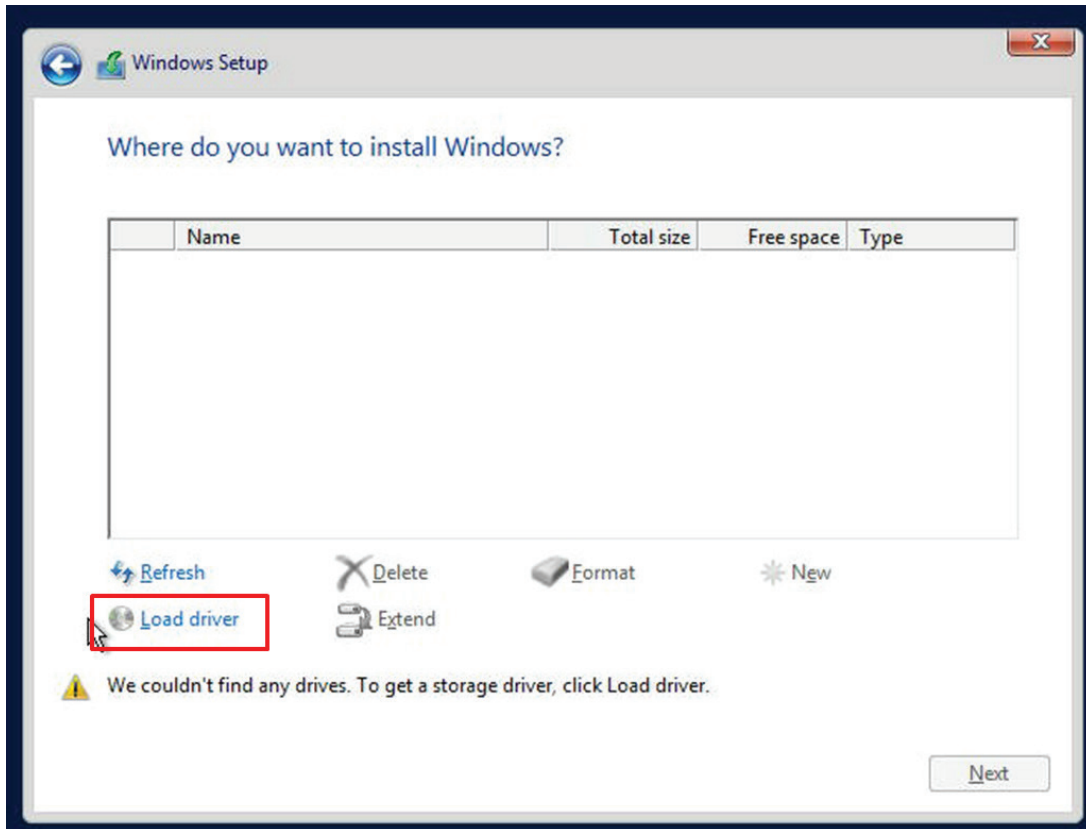 Windows Setup
Where do you want to install Windows?
Name Total size Free space Type
Refresh Delete Format New
Load driver Extend
We couldn't find any drives. To get a storage driver, click Load driver.
Next